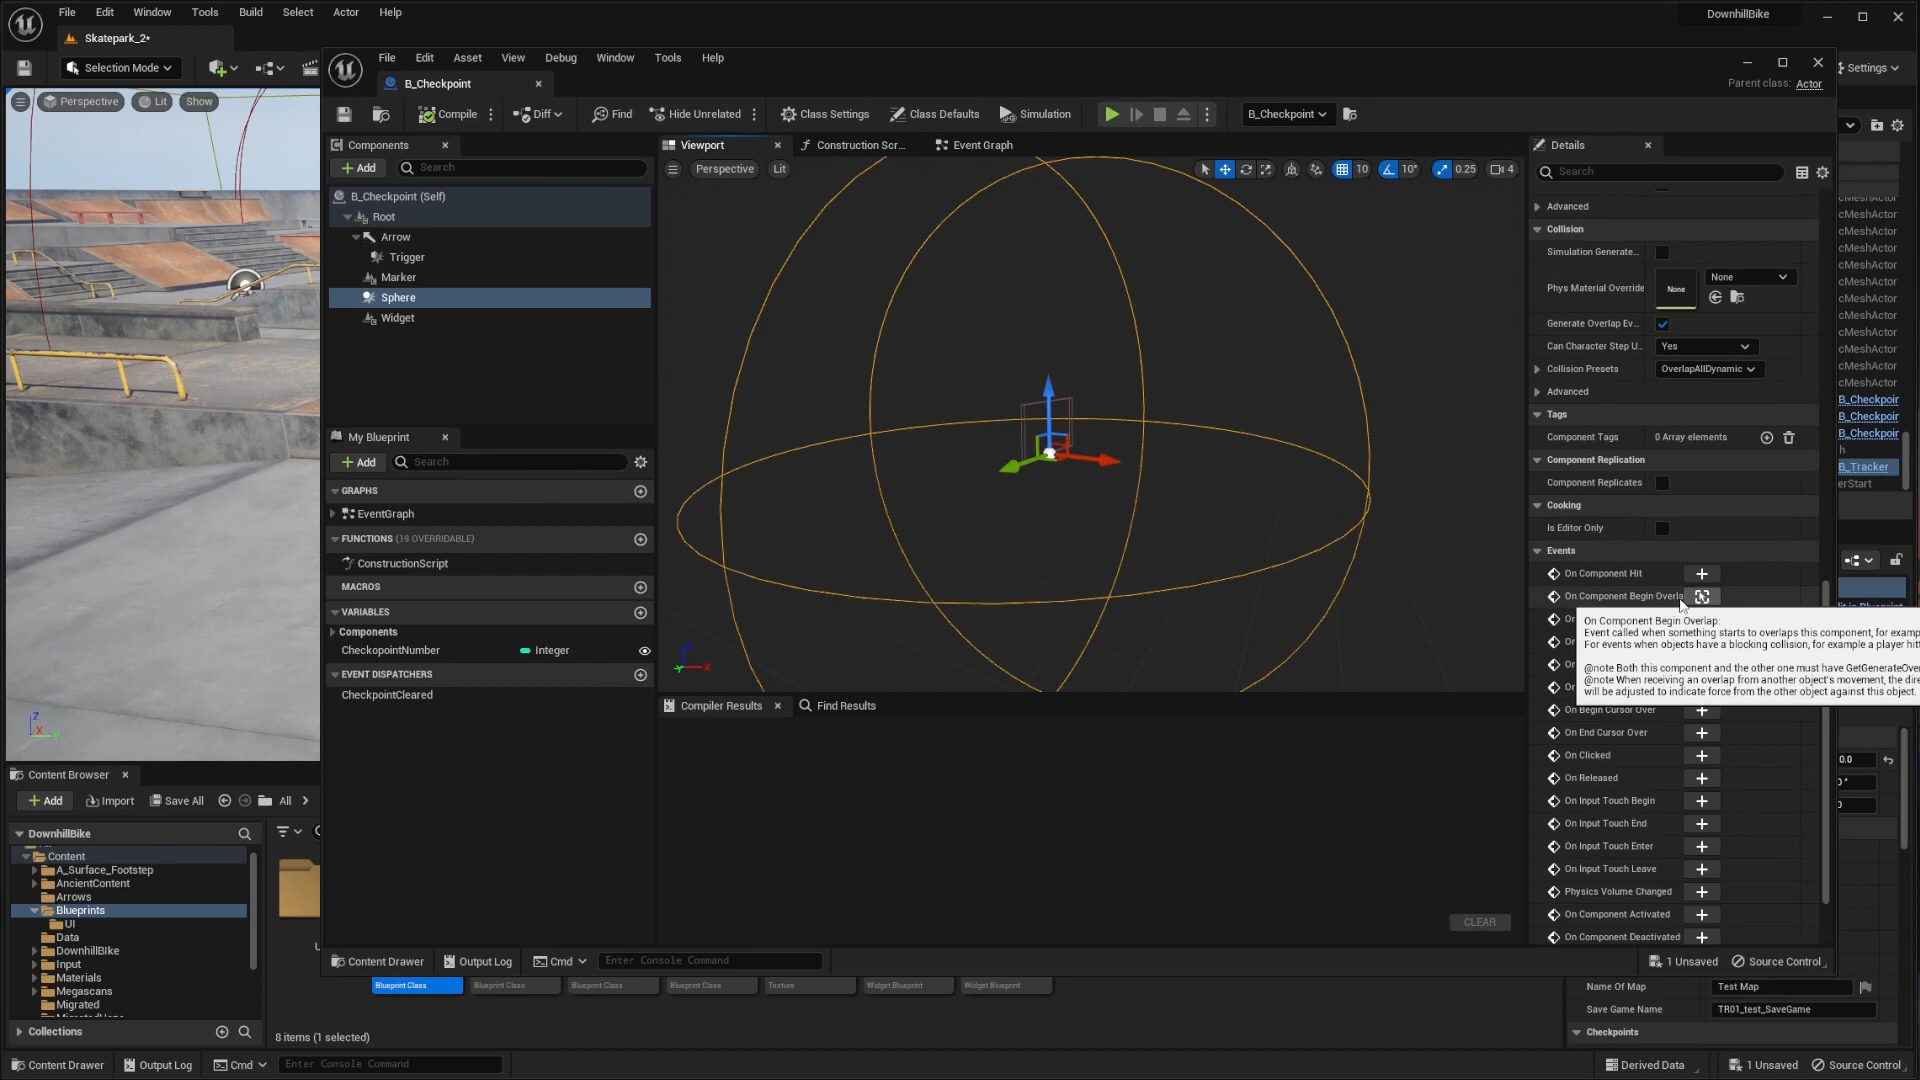 File Edit Window Tools Build Select Actor Help
DownhillBike
Skatepark_2*
Selection Mode
Settings
Perspective Lit Show
File Edit Asset View Debug Window Tools Help
B_Checkpoint
Parent class: Actor
Compile Diff Find Hide Unrelated Class Settings Class Defaults Simulation B_Checkpoint
Components
Add Search
B_Checkpoint (Self)
Root
Arrow
Trigger
Marker
Sphere
Widget
My Blueprint
Add Search
GRAPHS
EventGraph
FUNCTIONS (19 OVERRIDABLE)
ConstructionScript
MACROS
VARIABLES
Components
CheckpointNumber Integer
EVENT DISPATCHERS
CheckpointCleared
Viewport Construction Scr... Event Graph
Perspective Lit
10 10° 0.25 4
Z
X
Y
X
Y
Compiler Results Find Results
CLEAR
Details
Search
Advanced
Collision
Simulation Generate...
Phys Material Override None None
Generate Overlap Ev...
Can Character Step U... Yes
Collision Presets OverlapAllDynamic
Advanced
Tags
Component Tags 0 Array elements
Component Replication
Component Replicates
Cooking
Is Editor Only
Events
On Component Hit
On Component Begin Overla
On Component Begin Overlap:
Event called when something starts to overlaps this component, for examp
For events when objects have a blocking collision, for example a player hitt
@note Both this component and the other one must have GetGenerateOve
@note When receiving an overlap from another object's movement, the dire
will be adjusted to indicate force from the other object against this object.
On Begin Cursor Over
On End Cursor Over
On Clicked
On Released
On Input Touch Begin
On Input Touch End
On Input Touch Enter
On Input Touch Leave
Physics Volume Changed
On Component Activated
On Component Deactivated
cMeshActor
cMeshActor
cMeshActor
cMeshActor
cMeshActor
cMeshActor
cMeshActor
cMeshActor
cMeshActor
cMeshActor
cMeshActor
B_Checkpoir
B_Checkpoir
B_Checkpoir
B_Tracker
erStart
0.0
Content Drawer Output Log Cmd Enter Console Command
1 Unsaved Source Control
Content Browser
Add Import Save All All
DownhillBike
Content
A_Surface_Footstep
AncientContent
Arrows
Blueprints
UI
Data
DownhillBIke
Input
Materials
Megascans
Migrated
Collections
Blueprint Class Blueprint Class Blueprint Class Blueprint Class Texture Widget Blueprint Widget Blueprint
8 items (1 selected)
Name Of Map Test Map
Save Game Name TR01_test_SaveGame
Checkpoints
Content Drawer Output Log Cmd Enter Console Command
Derived Data 1 Unsaved Source Control